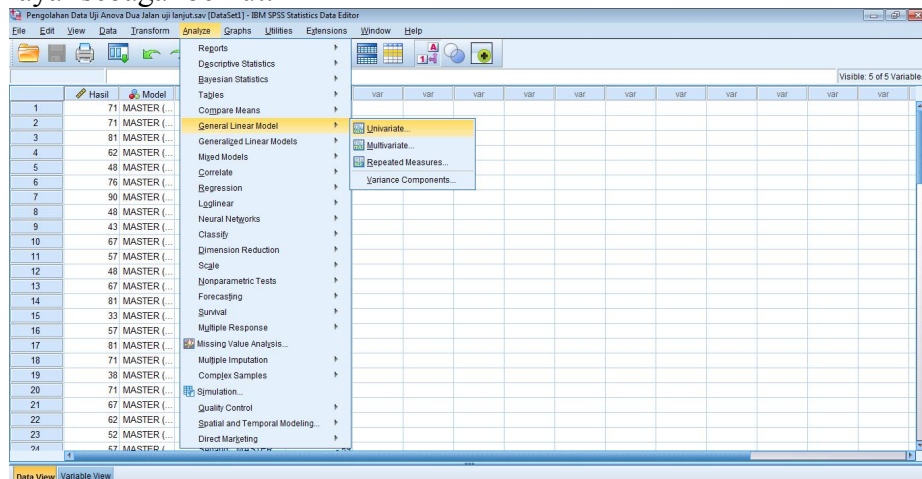 Pengolahan Data Uji Anova Dua Jalan uji lanjut.sav [DataSet1] - IBM SPSS Statistics Data Editor
File Edit View Data Transform Analyze Graphs Utilities Extensions Window Help
Visible: 5 of 5 Variable
Hasil Model var var var var var var var var var
1 71 MASTER (...
2 71 MASTER (...
3 81 MASTER (...
4 62 MASTER (...
5 48 MASTER (...
6 76 MASTER (...
7 90 MASTER (...
8 48 MASTER (...
9 43 MASTER (...
10 67 MASTER (...
11 57 MASTER (...
12 48 MASTER (...
13 67 MASTER (...
14 81 MASTER (...
15 33 MASTER (...
16 57 MASTER (...
17 81 MASTER (...
18 71 MASTER (...
19 38 MASTER (...
20 71 MASTER (...
21 67 MASTER (...
22 62 MASTER (...
23 52 MASTER (...
24 57 MASTER (
Reports
Descriptive Statistics
Bayesian Statistics
Tables
Compare Means
General Linear Model
Generalized Linear Models
Mixed Models
Correlate
Regression
Loglinear
Neural Networks
Classify
Dimension Reduction
Scale
Nonparametric Tests
Forecasting
Survival
Multiple Response
Missing Value Analysis...
Multiple Imputation
Complex Samples
Simulation...
Quality Control
Spatial and Temporal Modeling...
Direct Marketing
Univariate...
Multivariate...
Repeated Measures...
Variance Components...
Data View Variable View